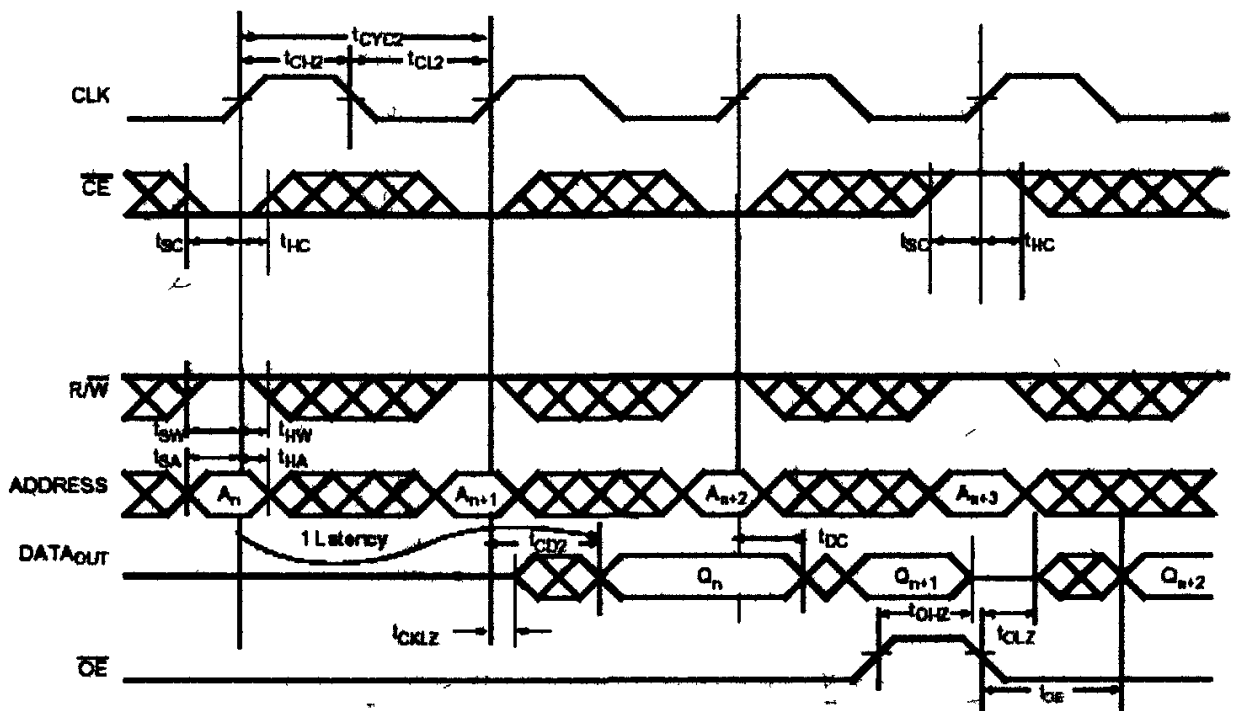 tCYC2
tCH2 tCL2
CLK
CE
tSC tHC tSC tHC
R/W
tSW tHW
tSA tHA
ADDRESS An An+1 An+2 An+3
1 Latency tCD2 tDC
DATAOUT Qn Qn+1 Qn+2
tOHZ tOLZ
tCKLZ
OE
tOE